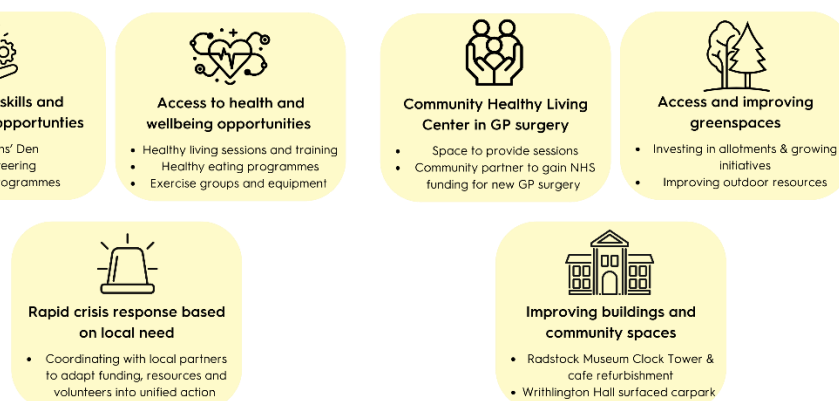 skills and
opportunties
Den
ogrammes
Access to health and
wellbeing opportunities
• Healthy living sessions and training
• Healthy eating programmes
• Exercise groups and equipment
Community Healthy Living
Center in GP surgery
• Space to provide sessions
• Community partner to gain NHS
funding for new GP surgery
Access and improving
greenspaces
• Investing in allotments & growing
initiatives
• Improving outdoor resources
Rapid crisis response based
on local need
• Coordinating with local partners
to adapt funding, resources and
volunteers into unified action
Improving buildings and
community spaces
• Radstock Museum Clock Tower &
cafe refurbishment
• Writhlington Hall surfaced carpark